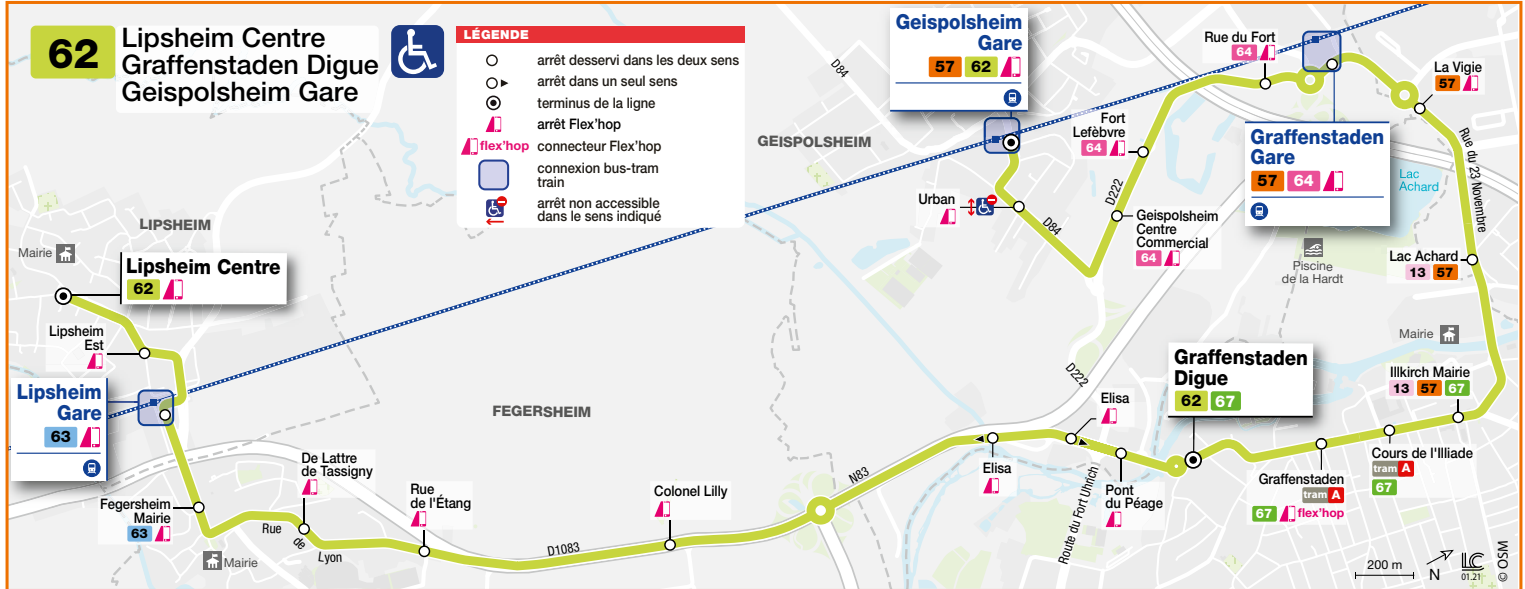 62
Lipsheim Centre
Graffenstaden Digue
Geispolsheim Gare
LÉGENDE
arrêt desservi dans les deux sens
arrêt dans un seul sens
terminus de la ligne
arrêt Flex'hop
flex'hop connecteur Flex'hop
connexion bus-tram
train
arrêt non accessible
dans le sens indiqué
LIPSHEIM
Mairie
Lipsheim Centre
62
Lipsheim
Est
Lipsheim
Gare
63
Fegersheim
Mairie
63
Mairie
Rue
de
Lyon
De Lattre
de Tassigny
Rue
de l'Étang
D1083
FEGERSHEIM
Colonel Lilly
N83
Elisa
Elisa
Route du Fort Uhrich
Pont
du Péage
Graffenstaden
Digue
62 67
Graffenstaden
tram A
67 flex'hop
Cours de l'Illiade
tram A
67
Illkirch Mairie
13 57 67
Mairie
Lac Achard
13 57
Rue du 23 Novembre
Lac
Achard
La Vigie
57
Piscine
de la Hardt
Graffenstaden
Gare
57 64
Rue du Fort
64
Fort
Lefèbvre
64
D222
Geispolsheim
Centre
Commercial
64
D222
D84
Urban
GEISPOLSHEIM
D84
Geispolsheim
Gare
57 62
200 m
N
LC
01.21
© OSM